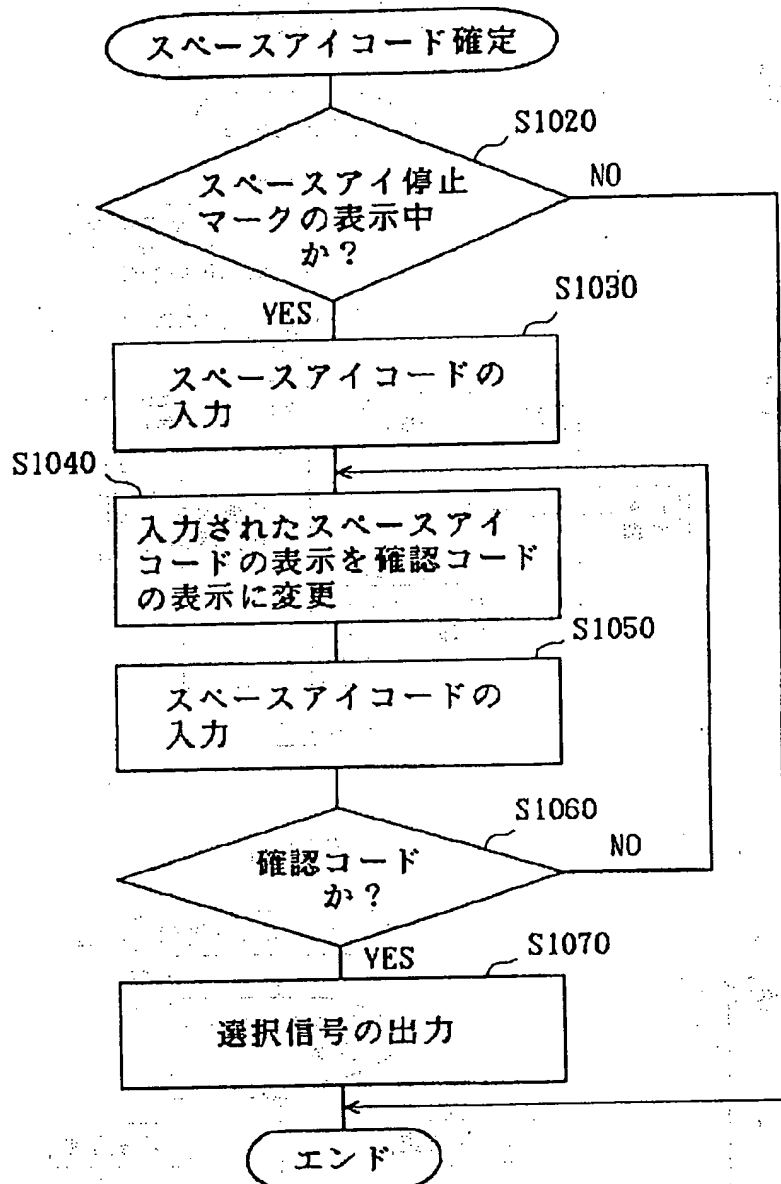 スペースアイコード確定
S1020
スペースアイ停止
マークの表示中
か？
NO
YES
S1030
スペースアイコードの
入力
S1040
入力されたスペースアイ
コードの表示を確認コード
の表示に変更
S1050
スペースアイコードの
入力
S1060
確認コード
か？
NO
YES
S1070
選択信号の出力
エンド